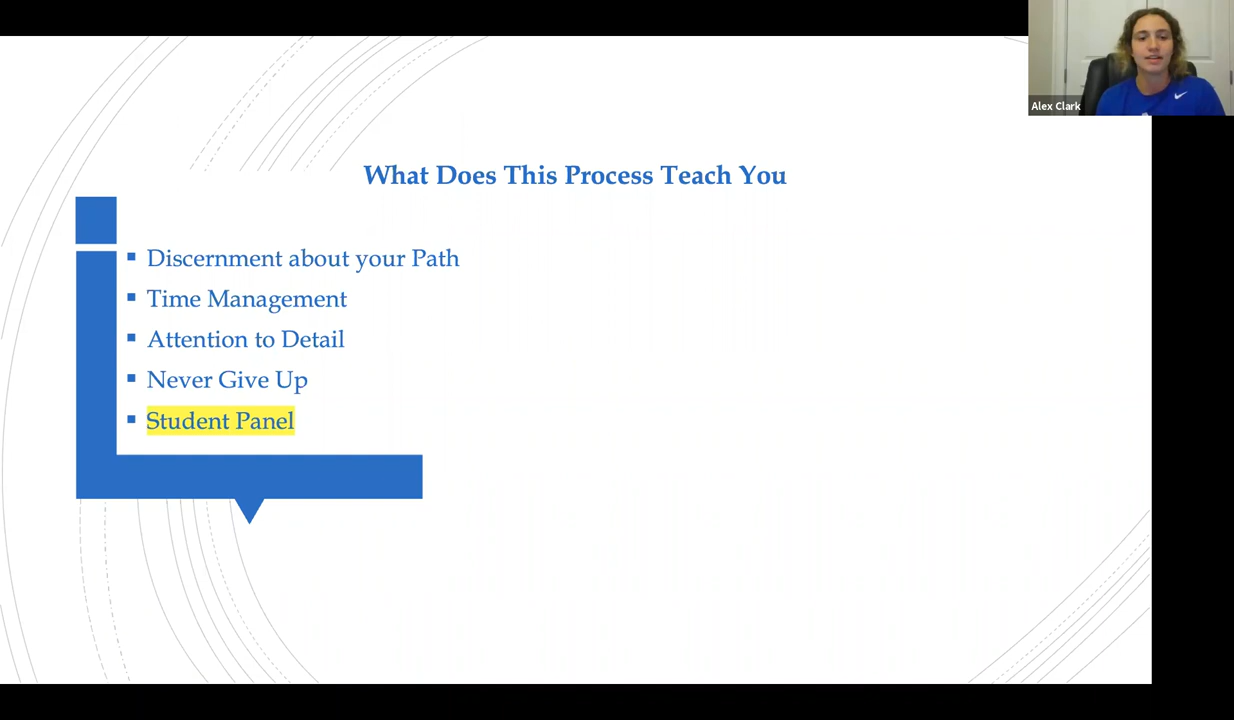 Alex Clark
What Does This Process Teach You
▪ Discernment about your Path
▪ Time Management
▪ Attention to Detail
▪ Never Give Up
▪ Student Panel